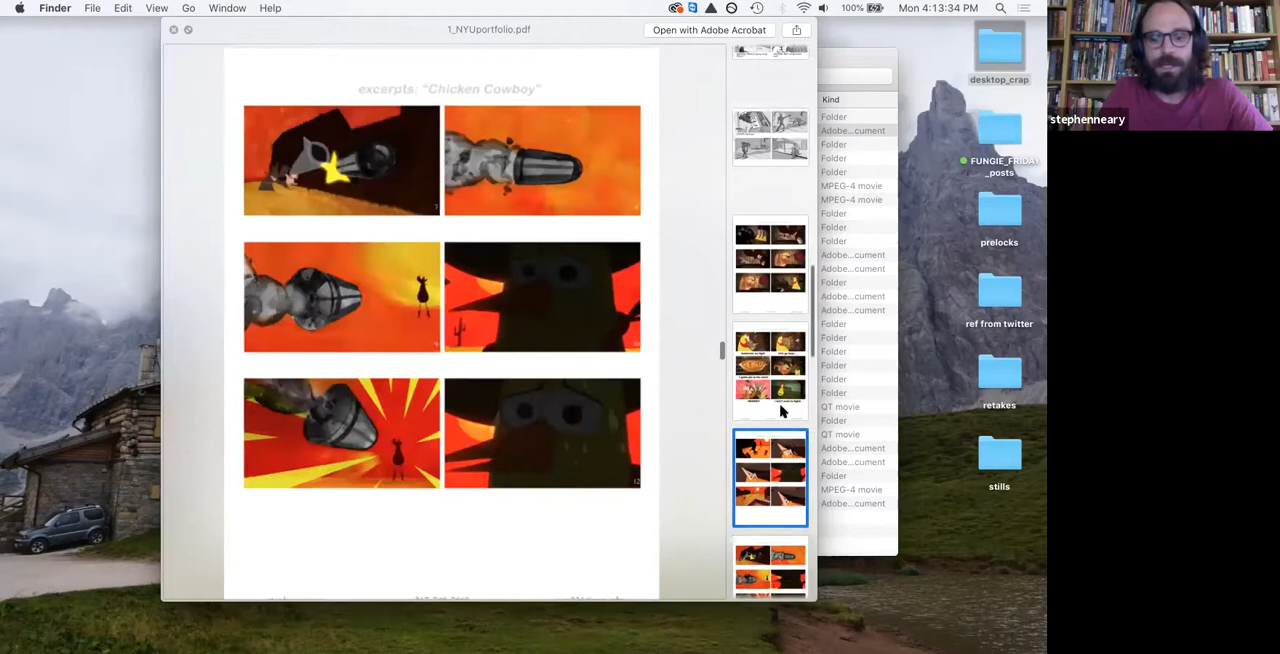 Finder File Edit View Go Window Help 100% Mon 4:13:34 PM
1_NYUportfolio.pdf Open with Adobe Acrobat
excerpts: "Chicken Cowboy"
12
Kind
Folder
Adobe...cument
Folder
Folder
Folder
MPEG-4 movie
MPEG-4 movie
Folder
Folder
Folder
Adobe...cument
Adobe...cument
Folder
Adobe...cument
Adobe...cument
Folder
Folder
Folder
Folder
Folder
Folder
QT movie
Folder
QT movie
Adobe...cument
Adobe...cument
Folder
MPEG-4 movie
Adobe...cument
desktop_crap
FUNGIE_FRIDAY
_posts
prelocks
ref from twitter
retakes
stills
stephenneary